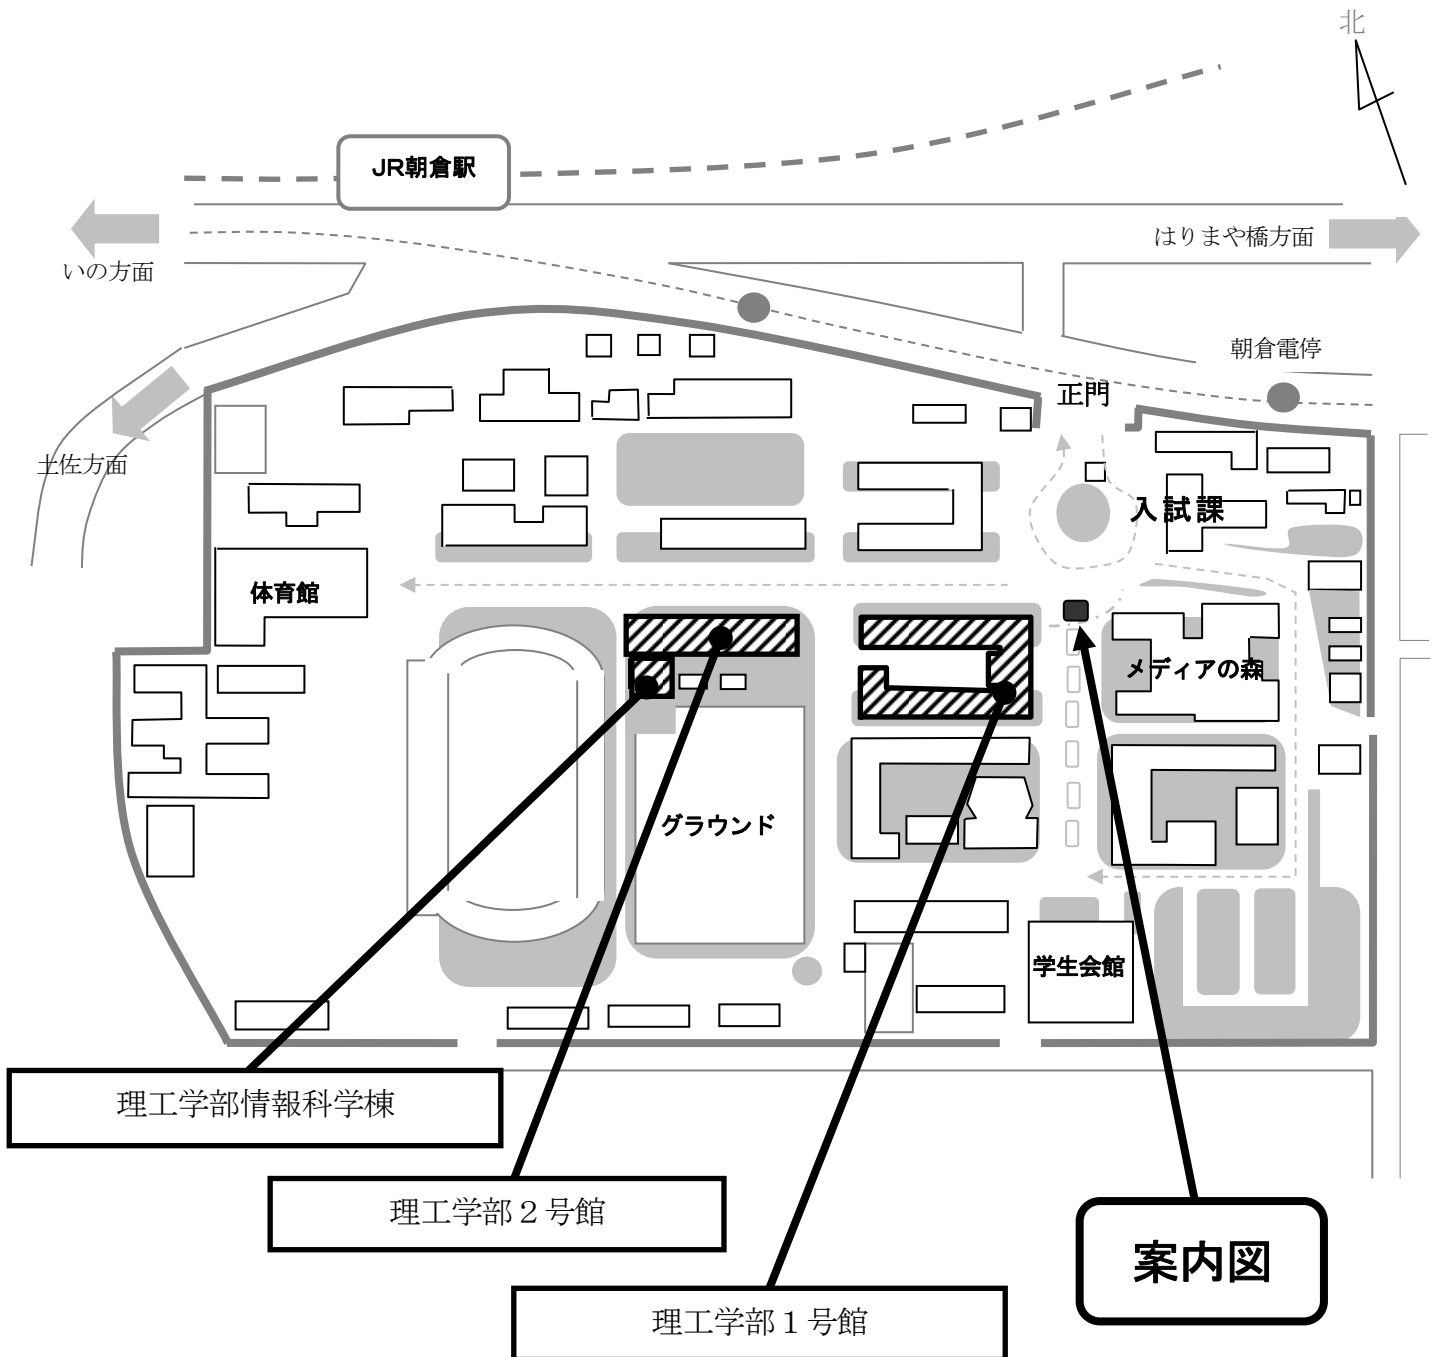 北
JR朝倉駅
はりまや橋方面
いの方面
朝倉電停
正門
土佐方面
入試課
体育館
メディアの森
グラウンド
学生会館
理工学部情報科学棟
理工学部２号館
案内図
理工学部１号館